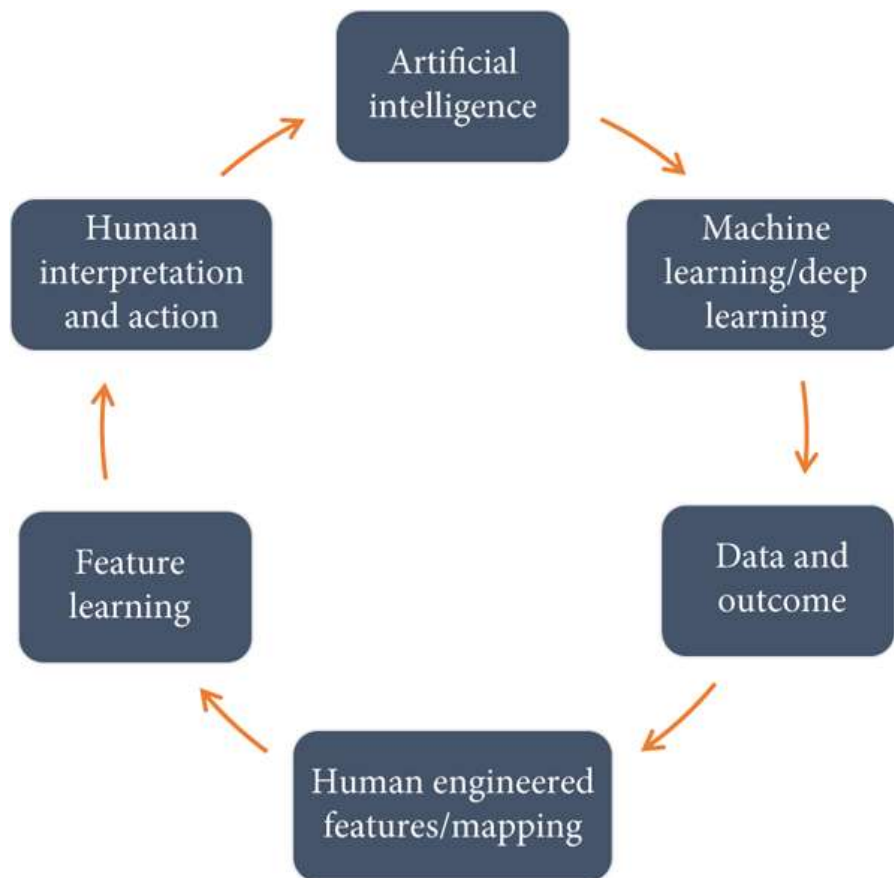 Artificial
intelligence
Machine
learning/deep
learning
Data and
outcome
Human engineered
features/mapping
Feature
learning
Human
interpretation
and action